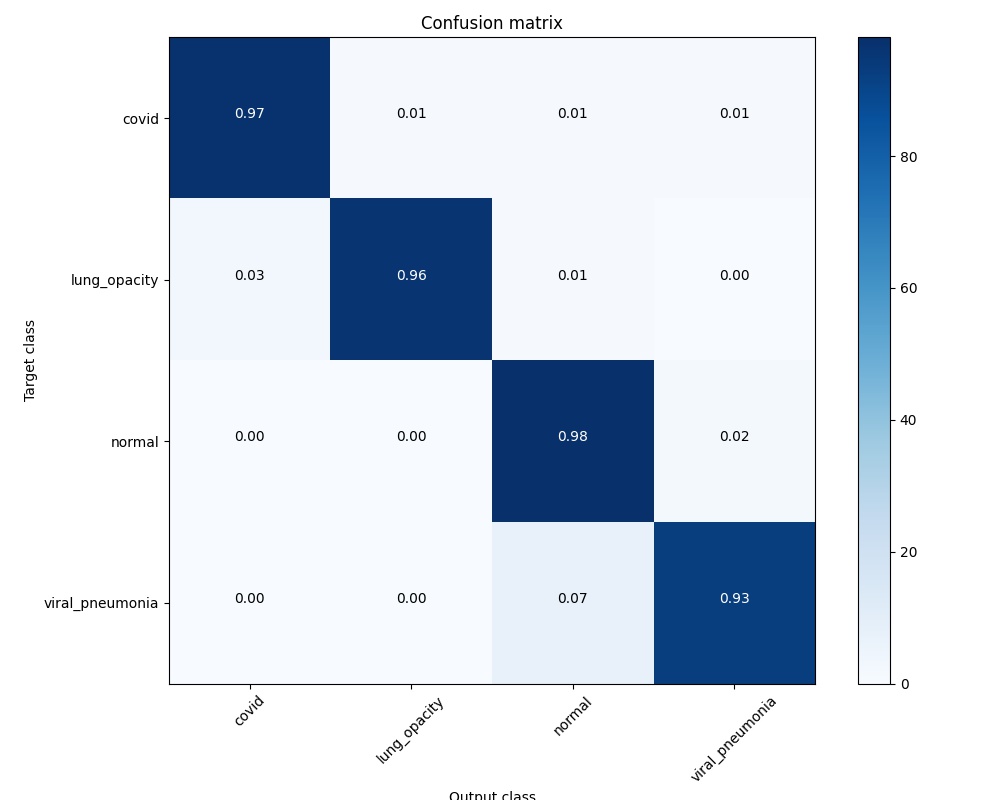 Confusion matrix
covid 0.97 0.01 0.01 0.01
lung_opacity 0.03 0.96 0.01 0.00
normal 0.00 0.00 0.98 0.02
viral_pneumonia 0.00 0.00 0.07 0.93
Target class
covid lung_opacity normal viral_pneumonia
Output class
80
60
40
20
0